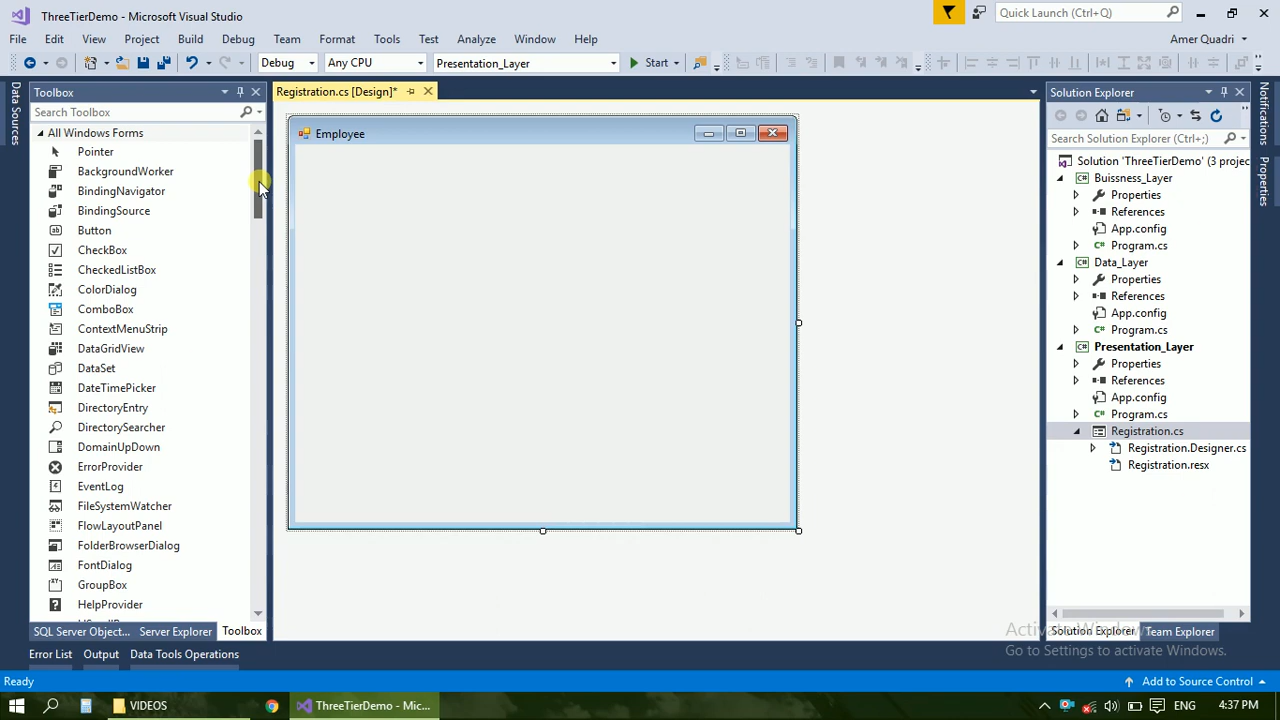 ThreeTierDemo - Microsoft Visual Studio
Quick Launch (Ctrl+Q)
File Edit View Project Build Debug Team Format Tools Test Analyze Window Help
Amer Quadri
Debug Any CPU Presentation_Layer Start
Data Sources
Toolbox
Search Toolbox
All Windows Forms
Pointer
BackgroundWorker
BindingNavigator
BindingSource
Button
CheckBox
CheckedListBox
ColorDialog
ComboBox
ContextMenuStrip
DataGridView
DataSet
DateTimePicker
DirectoryEntry
DirectorySearcher
DomainUpDown
ErrorProvider
EventLog
FileSystemWatcher
FlowLayoutPanel
FolderBrowserDialog
FontDialog
GroupBox
HelpProvider
SQL Server Object... Server Explorer Toolbox
Registration.cs [Design]*
Employee
Solution Explorer
Search Solution Explorer (Ctrl+;)
Solution 'ThreeTierDemo' (3 projec
Buissness_Layer
Properties
References
App.config
Program.cs
Data_Layer
Properties
References
App.config
Program.cs
Presentation_Layer
Properties
References
App.config
Program.cs
Registration.cs
Registration.Designer.cs
Registration.resx
Solution Explorer Team Explorer
Notifications
Properties
Activate Windows
Go to Settings to activate Windows.
Error List Output Data Tools Operations
Ready
Add to Source Control
VIDEOS
ThreeTierDemo - Mic...
ENG
4:37 PM